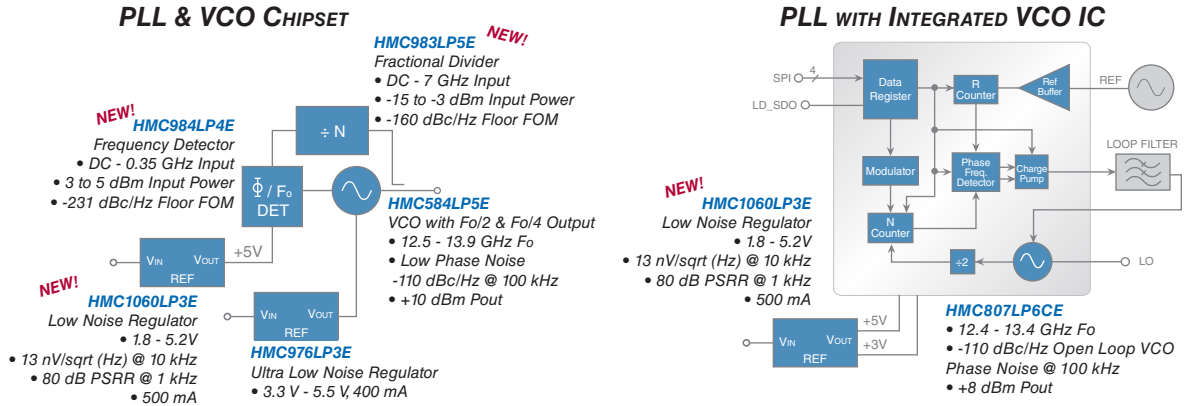 PLL & VCO CHIPSET
HMC983LP5E NEW!
Fractional Divider
• DC - 7 GHz Input
• -15 to -3 dBm Input Power
• -160 dBc/Hz Floor FOM
NEW!
HMC984LP4E
Frequency Detector
• DC - 0.35 GHz Input
• 3 to 5 dBm Input Power
• -231 dBc/Hz Floor FOM
÷ N
Φ / Fo
DET
HMC584LP5E
VCO with Fo/2 & Fo/4 Output
• 12.5 - 13.9 GHz Fo
• Low Phase Noise
-110 dBc/Hz @ 100 kHz
• +10 dBm Pout
VIN VOUT
REF
+5V
NEW!
HMC1060LP3E
Low Noise Regulator
• 1.8 - 5.2V
• 13 nV/sqrt (Hz) @ 10 kHz
• 80 dB PSRR @ 1 kHz
• 500 mA
VIN VOUT
REF
HMC976LP3E
Ultra Low Noise Regulator
• 3.3 V - 5.5 V, 400 mA
PLL WITH INTEGRATED VCO IC
SPI
4
LD_SDO
Data
Register
R
Counter
Ref
Buffer
REF
Modulator
Phase
Freq.
Detector
Charge
Pump
LOOP FILTER
N
Counter
÷2
LO
NEW!
HMC1060LP3E
Low Noise Regulator
• 1.8 - 5.2V
• 13 nV/sqrt (Hz) @ 10 kHz
• 80 dB PSRR @ 1 kHz
• 500 mA
VIN VOUT
REF
+5V
+3V
HMC807LP6CE
• 12.4 - 13.4 GHz Fo
• -110 dBc/Hz Open Loop VCO
Phase Noise @ 100 kHz
• +8 dBm Pout